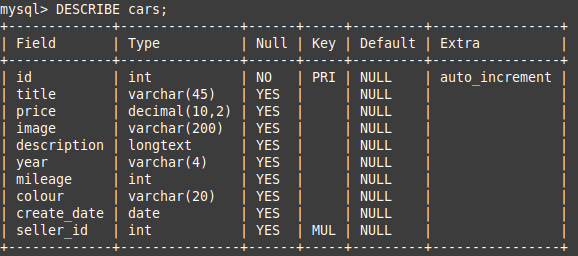 mysql> DESCRIBE cars;
+-------------+---------------+------+-----+---------+----------------+
| Field       | Type          | Null | Key | Default | Extra          |
+-------------+---------------+------+-----+---------+----------------+
| id          | int           | NO   | PRI | NULL    | auto_increment |
| title       | varchar(45)   | YES  |     | NULL    |                |
| price       | decimal(10,2) | YES  |     | NULL    |                |
| image       | varchar(200)  | YES  |     | NULL    |                |
| description | longtext      | YES  |     | NULL    |                |
| year        | varchar(4)    | YES  |     | NULL    |                |
| mileage     | int           | YES  |     | NULL    |                |
| colour      | varchar(20)   | YES  |     | NULL    |                |
| create_date | date          | YES  |     | NULL    |                |
| seller_id   | int           | YES  | MUL | NULL    |                |
+-------------+---------------+------+-----+---------+----------------+